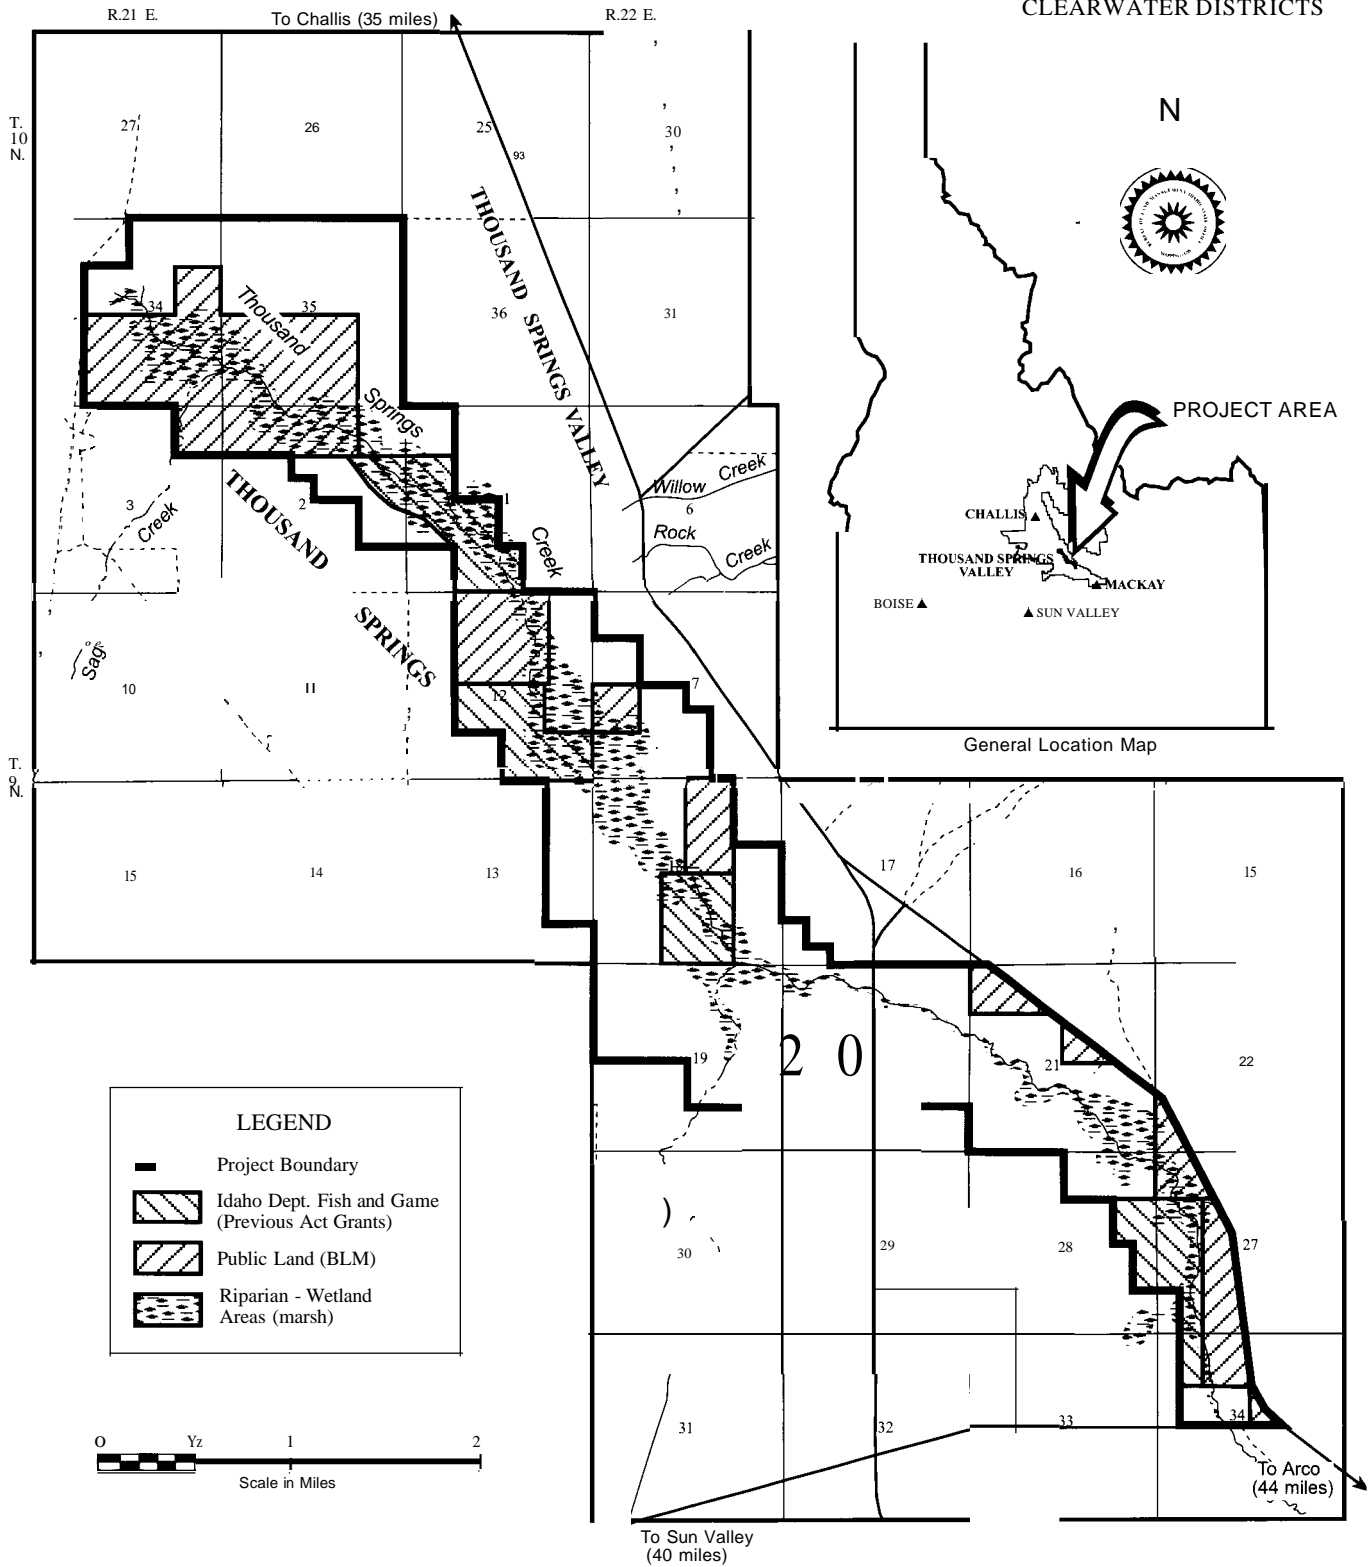 CLEARWATER DISTRICTS
R.21 E.
To Challis (35 miles)
R.22 E.
T.
10
N.
27
26
25
30
93
N
THOUSAND SPRINGS VALLEY
34
35
36
31
Thousand
Springs
Creek
PROJECT AREA
Willow Creek
6
Rock
Creek
3
Creek
2
1
THOUSAND
SPRINGS
CHALLIS
THOUSAND SPRINGS
VALLEY
MACKAY
BOISE
SUN VALLEY
General Location Map
Sag
10
11
12
7
T.
9
N.
15
14
13
18
17
16
15
19
20
21
22
LEGEND
Project Boundary
Idaho Dept. Fish and Game
(Previous Act Grants)
Public Land (BLM)
Riparian - Wetland
Areas (marsh)
)
30
29
28
27
31
32
33
34
O Yz 1 2
Scale in Miles
To Arco
(44 miles)
To Sun Valley
(40 miles)